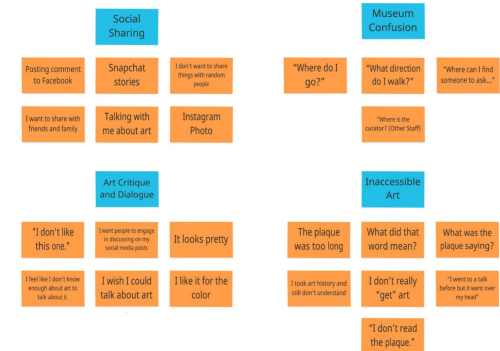 Social
Sharing
Posting comment
to Facebook
Snapchat
stories
I don't want to share
things with random
people
I want to share with
friends and family
Talking with
me about art
Instagram
Photo
Museum
Confusion
"Where do I
go?"
"What direction
do I walk?"
"Where can I find
someone to ask..."
"Where is the
curator? (Other Staff)
Art Critique
and Dialogue
"I don't like
this one."
I want people to engage
in discussing on my
social media posts
It looks pretty
I feel like I don't know
enough about art to
talk about it.
I wish I could
talk about art
I like it for the
color
Inaccessible
Art
The plaque
was too long
What did that
word mean?
What was the
plaque saying?
I took art history and
still don't understand
I don't really
"get" art
"I went to a talk
before but it went over
my head"
"I don't read
the plaque."